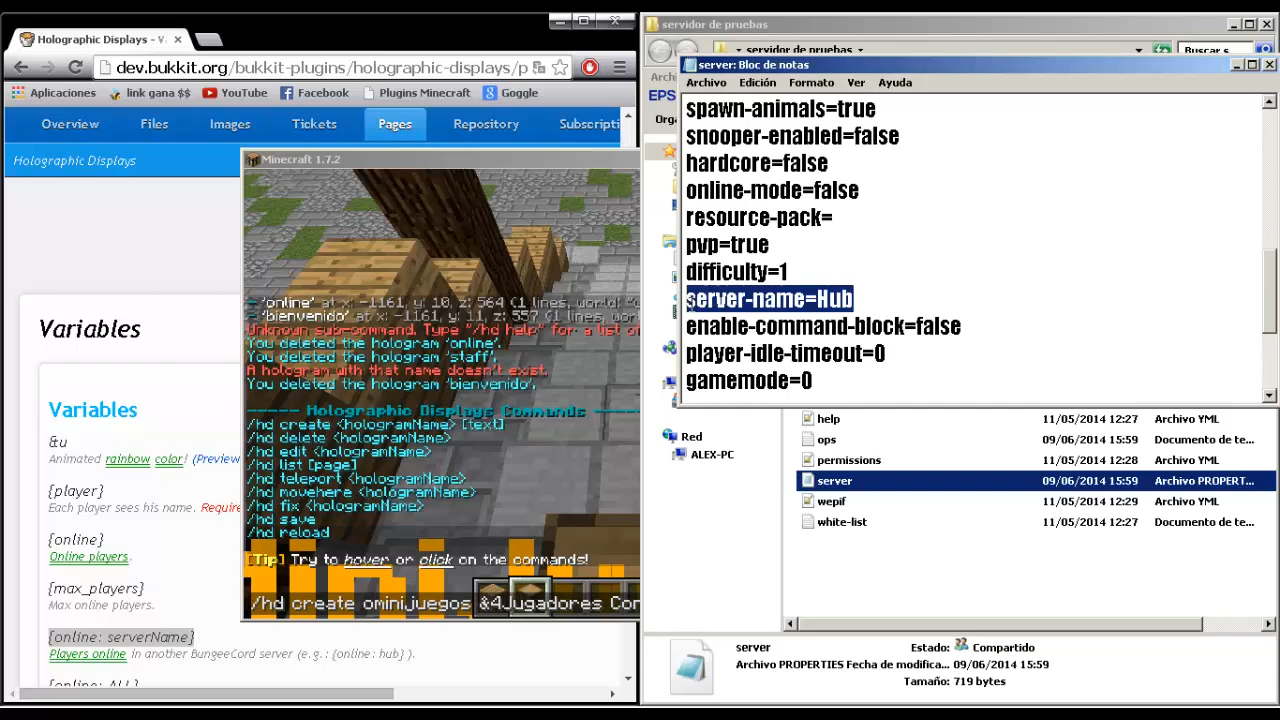 Holographic Displays - V.
dev.bukkit.org/bukkit-plugins/holographic-displays/p
Aplicaciones
link gana $$
YouTube
Facebook
Plugins Minecraft
Goggle
Overview
Files
Images
Tickets
Pages
Repository
Subscripti
Holographic Displays
Variables
Variables
&u
Animated rainbow color! (Preview
{player}
Each player sees his name. Require
{online}
Online players.
{max_players}
Max online players.
{online: serverName}
Players online in another BungeeCord server (e.g.: {online: hub} ).
{online: ALL}
Minecraft 1.7.2
- 'online' at x: -1161, y: 10, z: 564 (1 lines, world:
- 'bienvenido' at x: -1161, y: 11, z: 557 (1 lines,
Unknown sub-command. Type "/hd help" for a list of
You deleted the hologram 'online'.
You deleted the hologram 'staff'.
A hologram with that name doesn't exist.
You deleted the hologram 'bienvenido'.
----- Holographic Displays Commands -----
/hd create <hologramName> [text]
/hd delete <hologramName>
/hd edit <hologramName>
/hd list [page]
/hd teleport <hologramName>
/hd movehere <hologramName>
/hd fix <hologramName>
/hd save
/hd reload
[Tip] Try to hover or click on the commands!
/hd create ominijuegos &4Jugadores Con
servidor de pruebas
servidor de pruebas
Buscar s
Archi
EPS
Orga
server: Bloc de notas
Archivo
Edición
Formato
Ver
Ayuda
spawn-animals=true
snooper-enabled=false
hardcore=false
online-mode=false
resource-pack=
pvp=true
difficulty=1
server-name=Hub
enable-command-block=false
player-idle-timeout=0
gamemode=0
Red
ALEX-PC
help 11/05/2014 12:27 Archivo YML
ops 09/06/2014 15:59 Documento de te...
permissions 11/05/2014 12:28 Archivo YML
server 09/06/2014 15:59 Archivo PROPERT...
wepif 11/05/2014 12:29 Archivo YML
white-list 11/05/2014 12:27 Documento de te...
server Estado: Compartido
Archivo PROPERTIES Fecha de modifica... 09/06/2014 15:59
Tamaño: 719 bytes